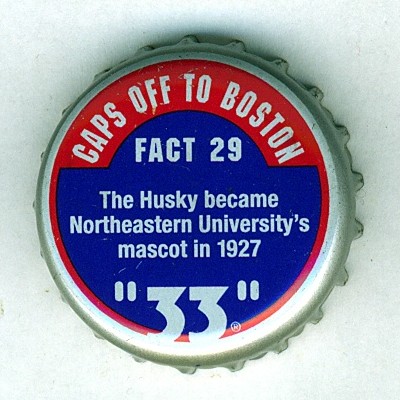 CAPS OFF TO BOSTON
FACT 29
The Husky became
Northeastern University's
mascot in 1927
"33"®